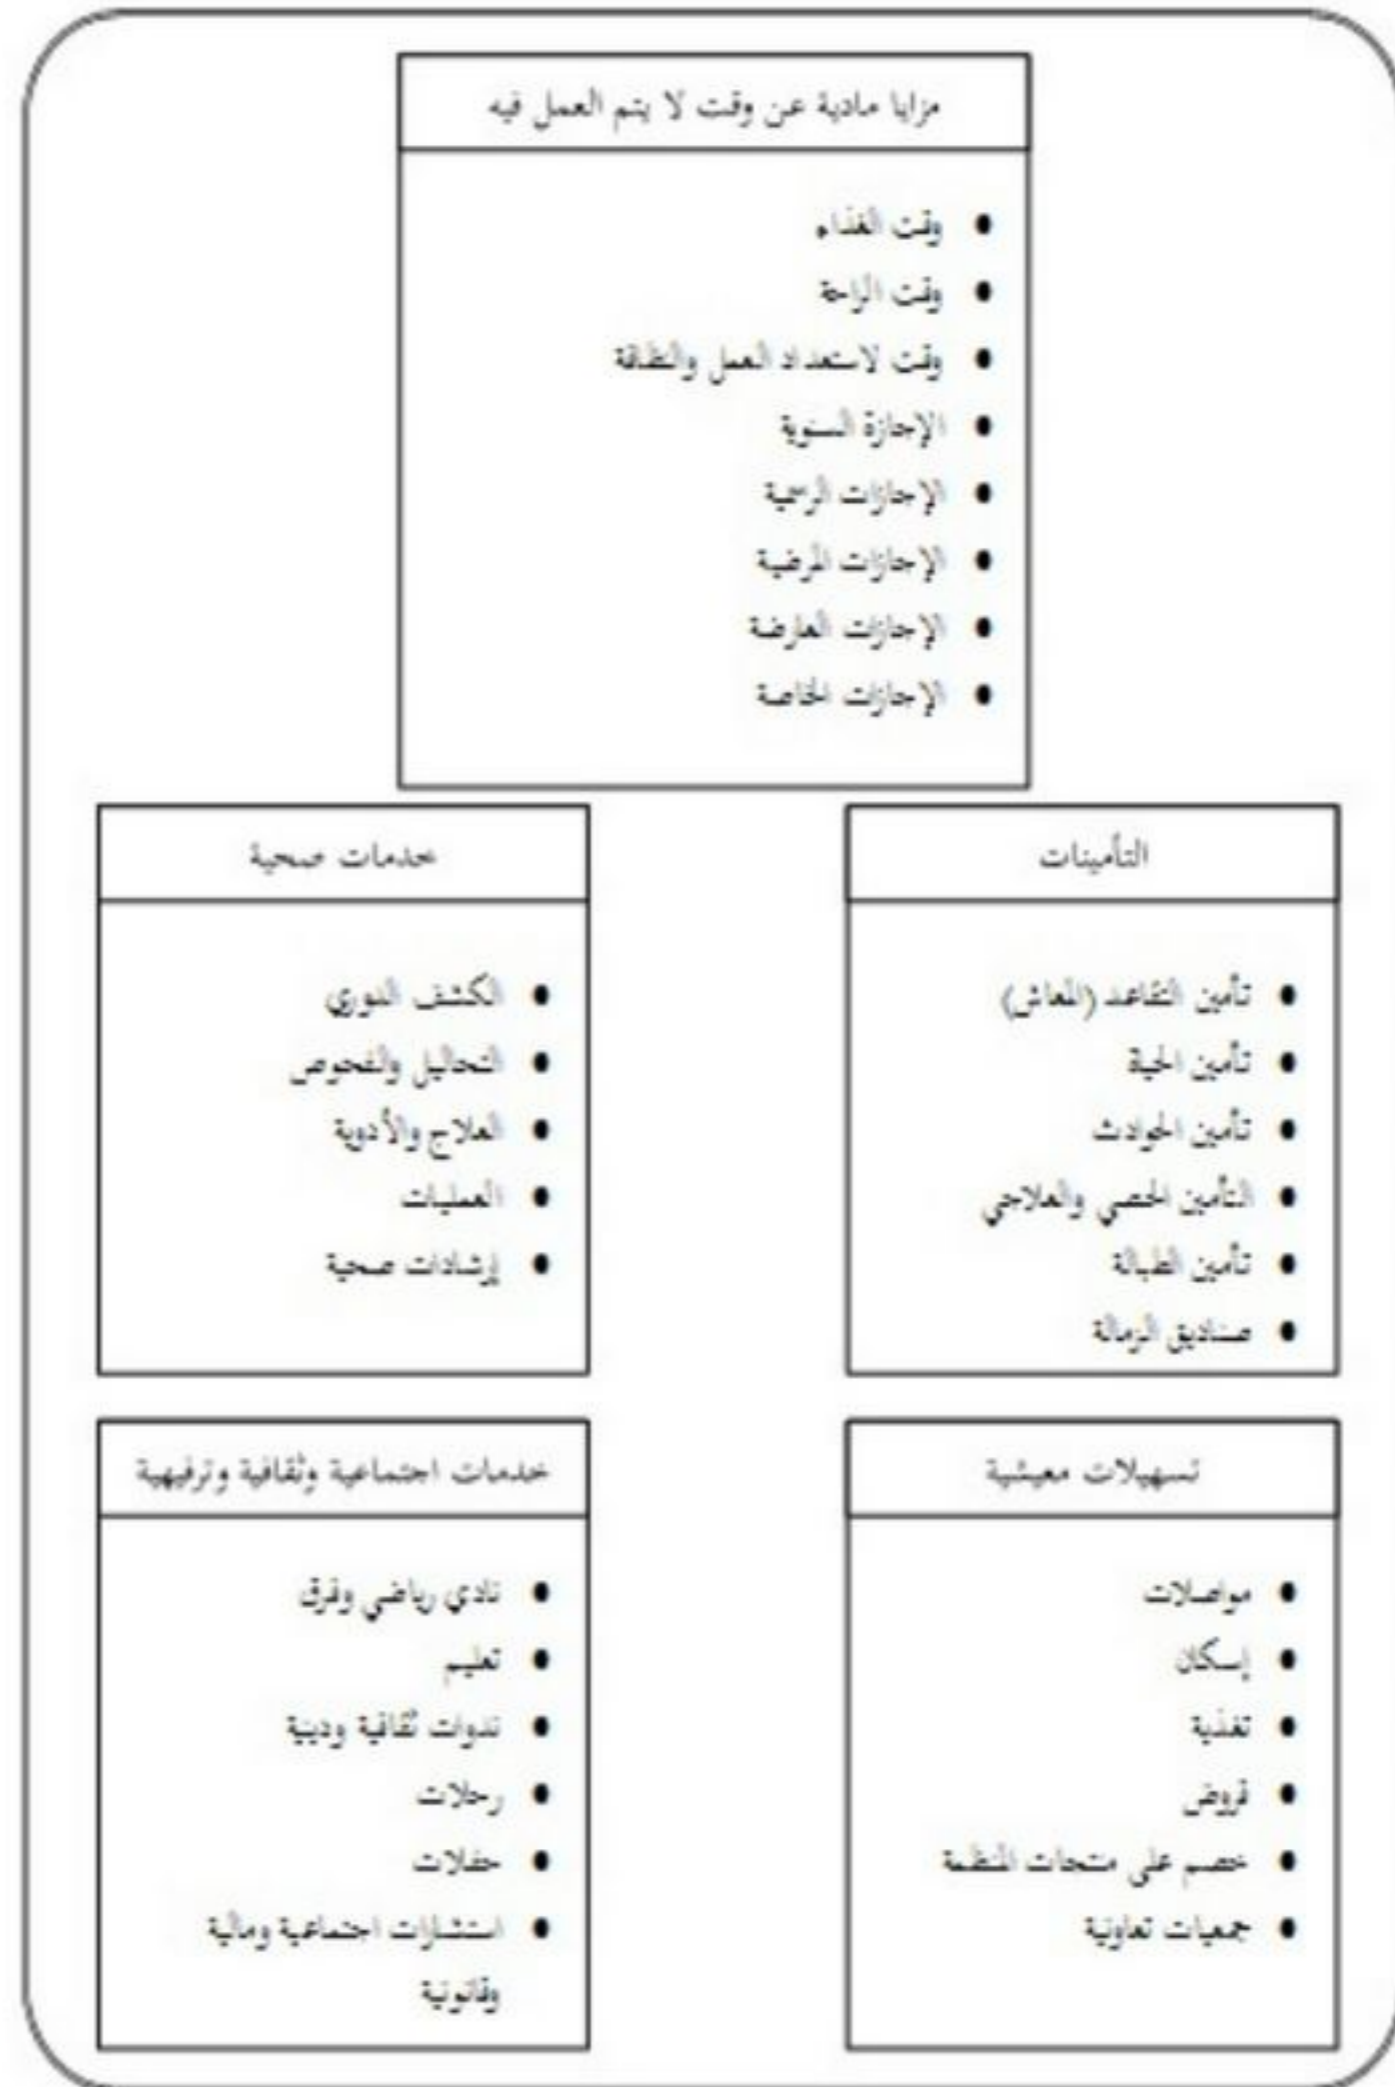 مزايا مادية عن وقت لا يتم العمل فيه
● وقت الغذاء
● وقت الراحة
● وقت لاستعداد العمل والنظافة
● الإجازة السنوية
● الإجازات الرسمية
● الإجازات المرضية
● الإجازات العارضة
● الإجازات الخاصة
التأمينات
● تأمين التقاعد (المعاش)
● تأمين الحياة
● تأمين الحوادث
● التأمين الحصي والعلاجي
● تأمين الطبالة
● صناديق الزمالة
خدمات صحية
● الكشف الدوري
● التحاليل والفحوص
● العلاج والأدوية
● العمليات
● إرشادات صحية
تسهيلات معيشية
● مواصلات
● إسكان
● تغذية
● قروض
● خصم على منتجات المنظمة
● جمعيات تعاونية
خدمات اجتماعية وثقافية وترفيهية
● نادي رياضي وفرق
● تعليم
● ندوات ثقافية ودينية
● رحلات
● حفلات
● استشارات اجتماعية ومالية
وقانونية